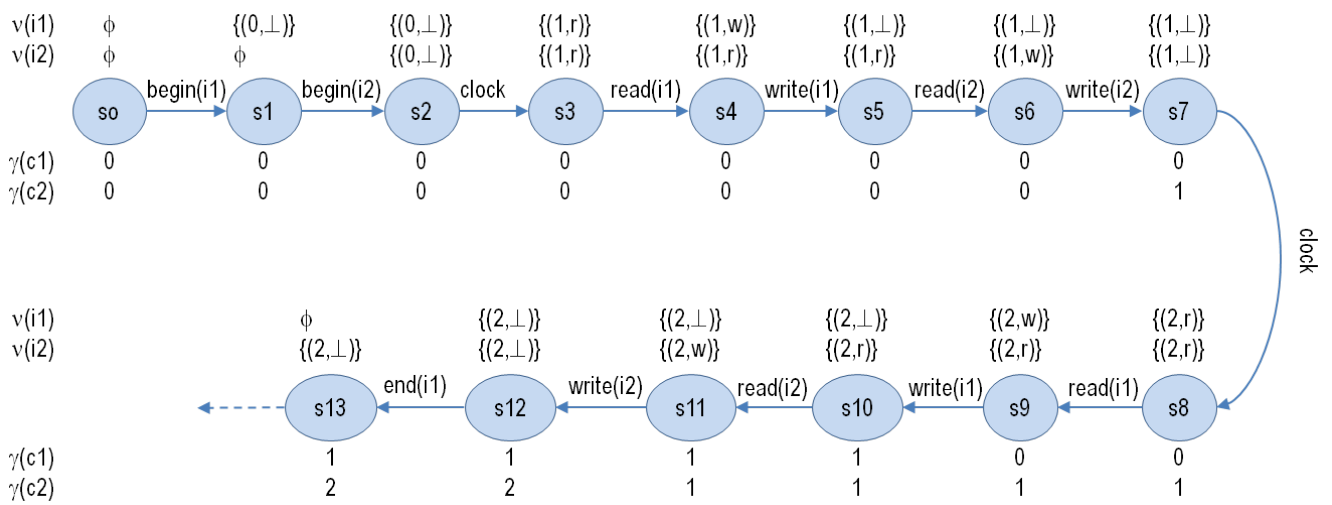 ν(i1) ϕ {(0,⊥)} {(0,⊥)} {(1,r)} {(1,w)} {(1,⊥)} {(1,⊥)} {(1,⊥)}
ν(i2) ϕ ϕ {(0,⊥)} {(1,r)} {(1,r)} {(1,r)} {(1,w)} {(1,⊥)}
so begin(i1) s1 begin(i2) s2 clock s3 read(i1) s4 write(i1) s5 read(i2) s6 write(i2) s7
γ(c1) 0 0 0 0 0 0 0 0
γ(c2) 0 0 0 0 0 0 0 1
clock
ν(i1) ϕ {(2,⊥)} {(2,⊥)} {(2,⊥)} {(2,w)} {(2,r)}
ν(i2) {(2,⊥)} {(2,⊥)} {(2,w)} {(2,r)} {(2,r)} {(2,r)}
s13 end(i1) s12 write(i2) s11 read(i2) s10 write(i1) s9 read(i1) s8
γ(c1) 1 1 1 1 0 0
γ(c2) 2 2 1 1 1 1